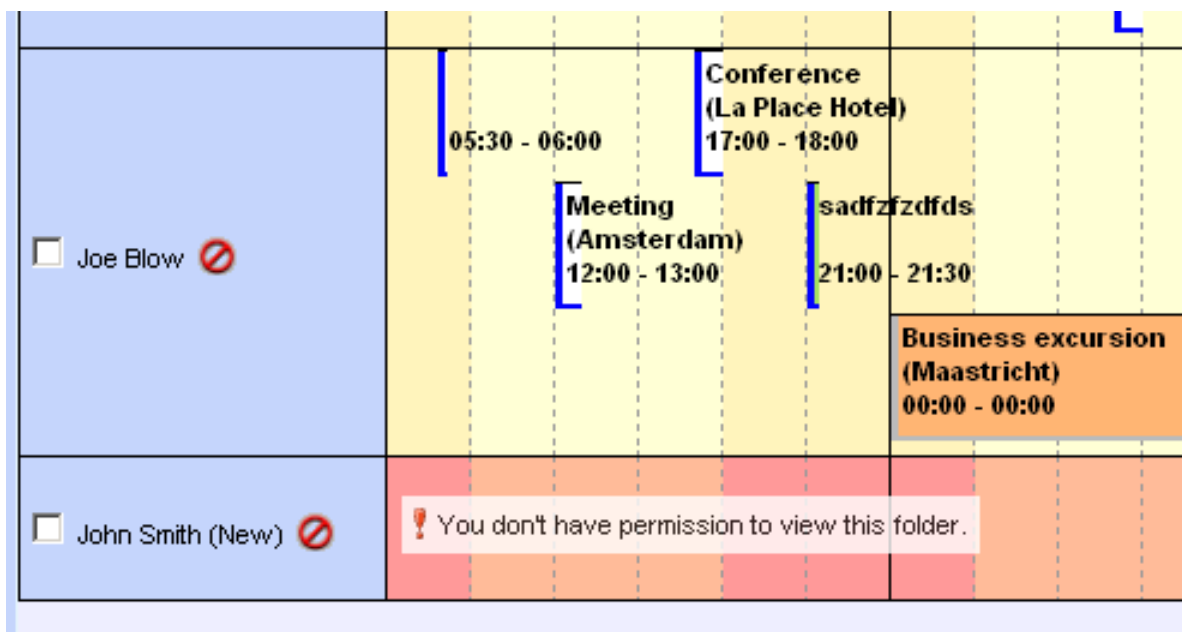 Conference
(La Place Hotel)
05:30 - 06:00
17:00 - 18:00
Meeting
(Amsterdam)
12:00 - 13:00
sadfzfzdfds
21:00 - 21:30
Joe Blow
Business excursion
(Maastricht)
00:00 - 00:00
John Smith (New)
You don't have permission to view this folder.